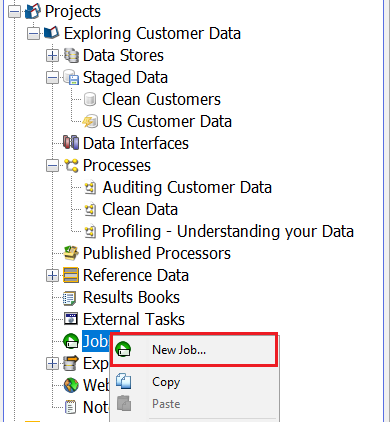 Projects
Exploring Customer Data
Data Stores
Staged Data
Clean Customers
US Customer Data
Data Interfaces
Processes
Auditing Customer Data
Clean Data
Profiling - Understanding your Data
Published Processors
Reference Data
Results Books
External Tasks
Jobs
New Job...
Exp
Copy
Web
Paste
Not